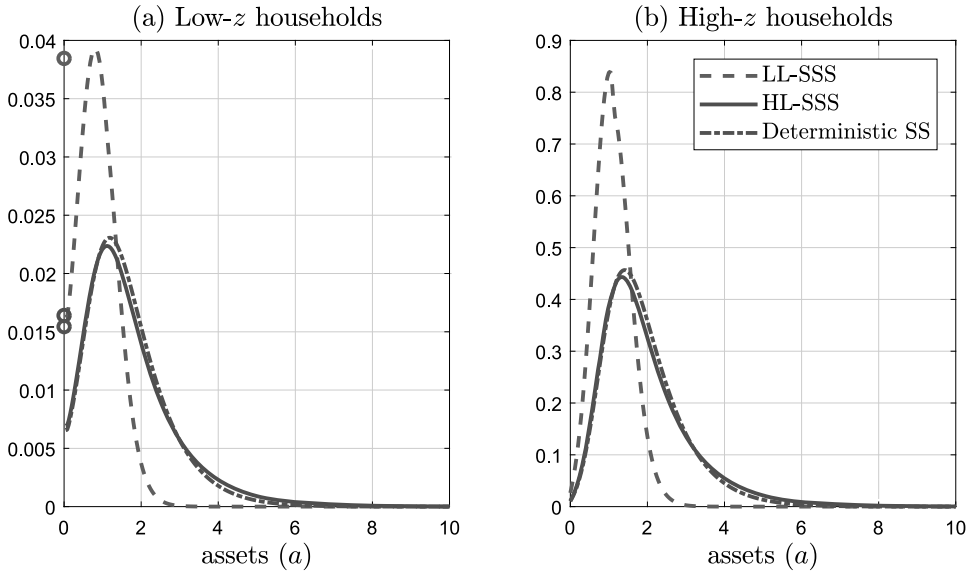 (a) Low-z households
0.04
0.035
0.03
0.025
0.02
0.015
0.01
0.005
0
0 2 4 6 8 10
assets (a)
(b) High-z households
0.9
0.8
0.7
0.6
0.5
0.4
0.3
0.2
0.1
0
0 2 4 6 8 10
assets (a)
LL-SSS
HL-SSS
Deterministic SS